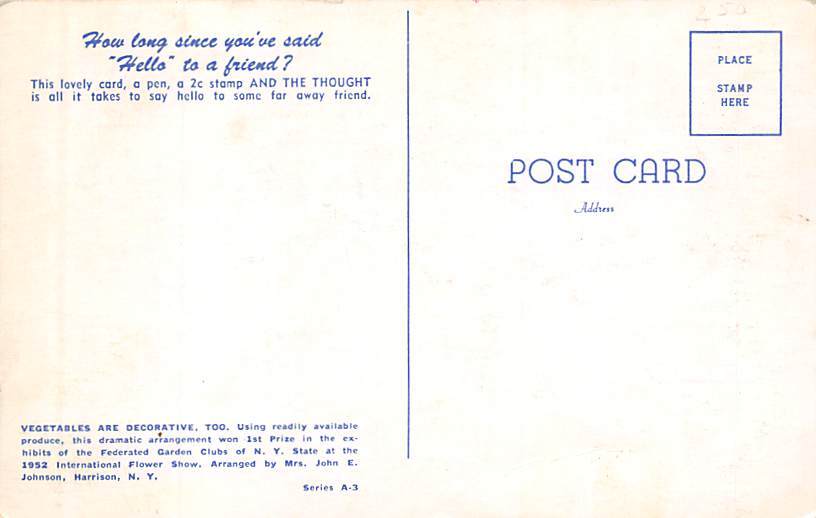 How long since you've said
"Hello" to a friend?
This lovely card, a pen, a 2c stamp AND THE THOUGHT
is all it takes to say hello to some far away friend.
VEGETABLES ARE DECORATIVE, TOO. Using readily available
produce, this dramatic arrangement won 1st Prize in the ex-
hibits of the Federated Garden Clubs of N. Y. State at the
1952 International Flower Show. Arranged by Mrs. John E.
Johnson, Harrison, N. Y.
Series A-3
PLACE
STAMP
HERE
POST CARD
Address